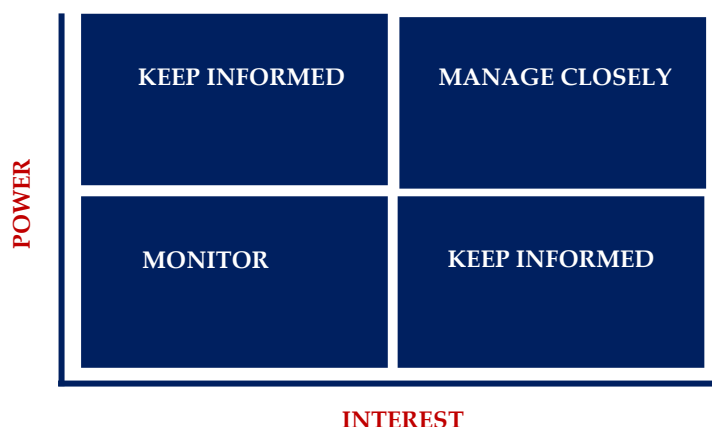 KEEP INFORMED
MANAGE CLOSELY
POWER
MONITOR
KEEP INFORMED
INTEREST